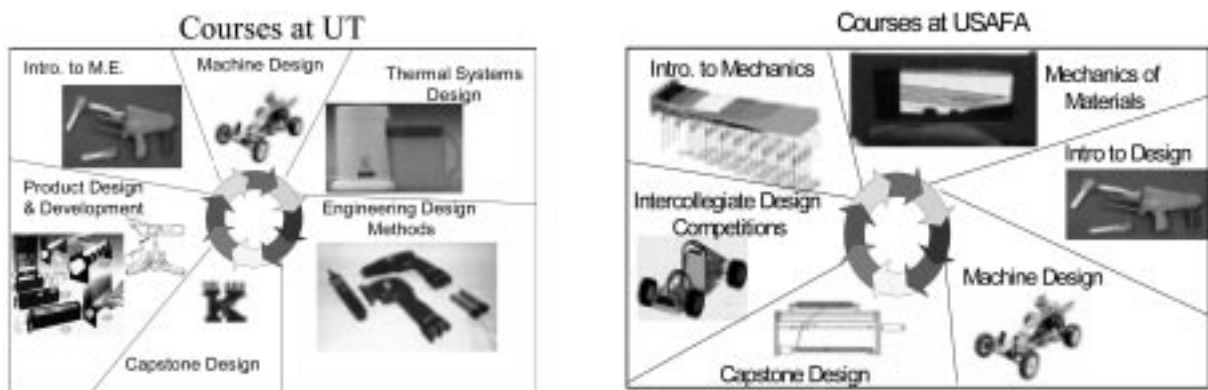 Courses at UT
Intro. to M.E.
Machine Design
Thermal Systems
Design
Product Design
& Development
Engineering Design
Methods
K
Capstone Design
Courses at USAFA
Intro. to Mechanics
Mechanics of
Materials
Intro to Design
Intercollegiate Design
Competitions
Machine Design
Capstone Design